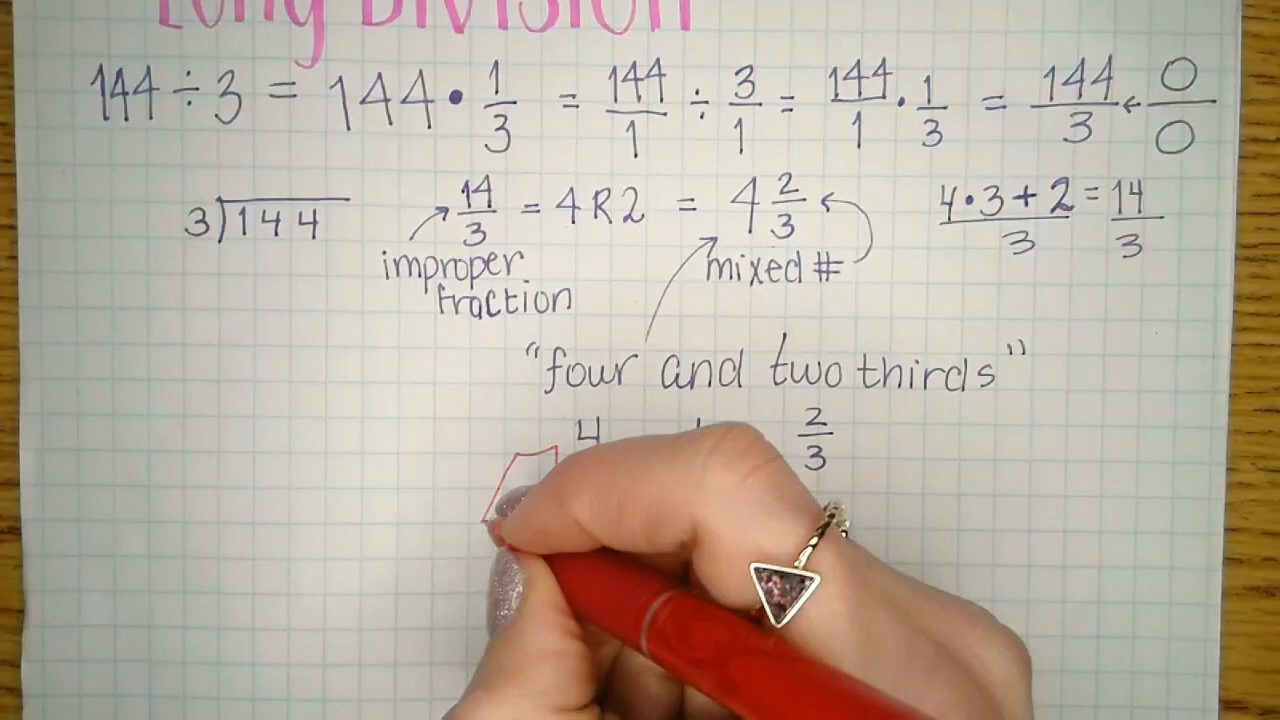 Long Division
144 ÷ 3 = 144 • 1/3 = 144/1 ÷ 3/1 = 144/1 • 1/3 = 144/3 ← 0/0
3)144 14/3 = 4 R 2 = 4 2/3 4•3+2/3 = 14/3
improper mixed #
fraction
“four and two thirds”
4 2/3